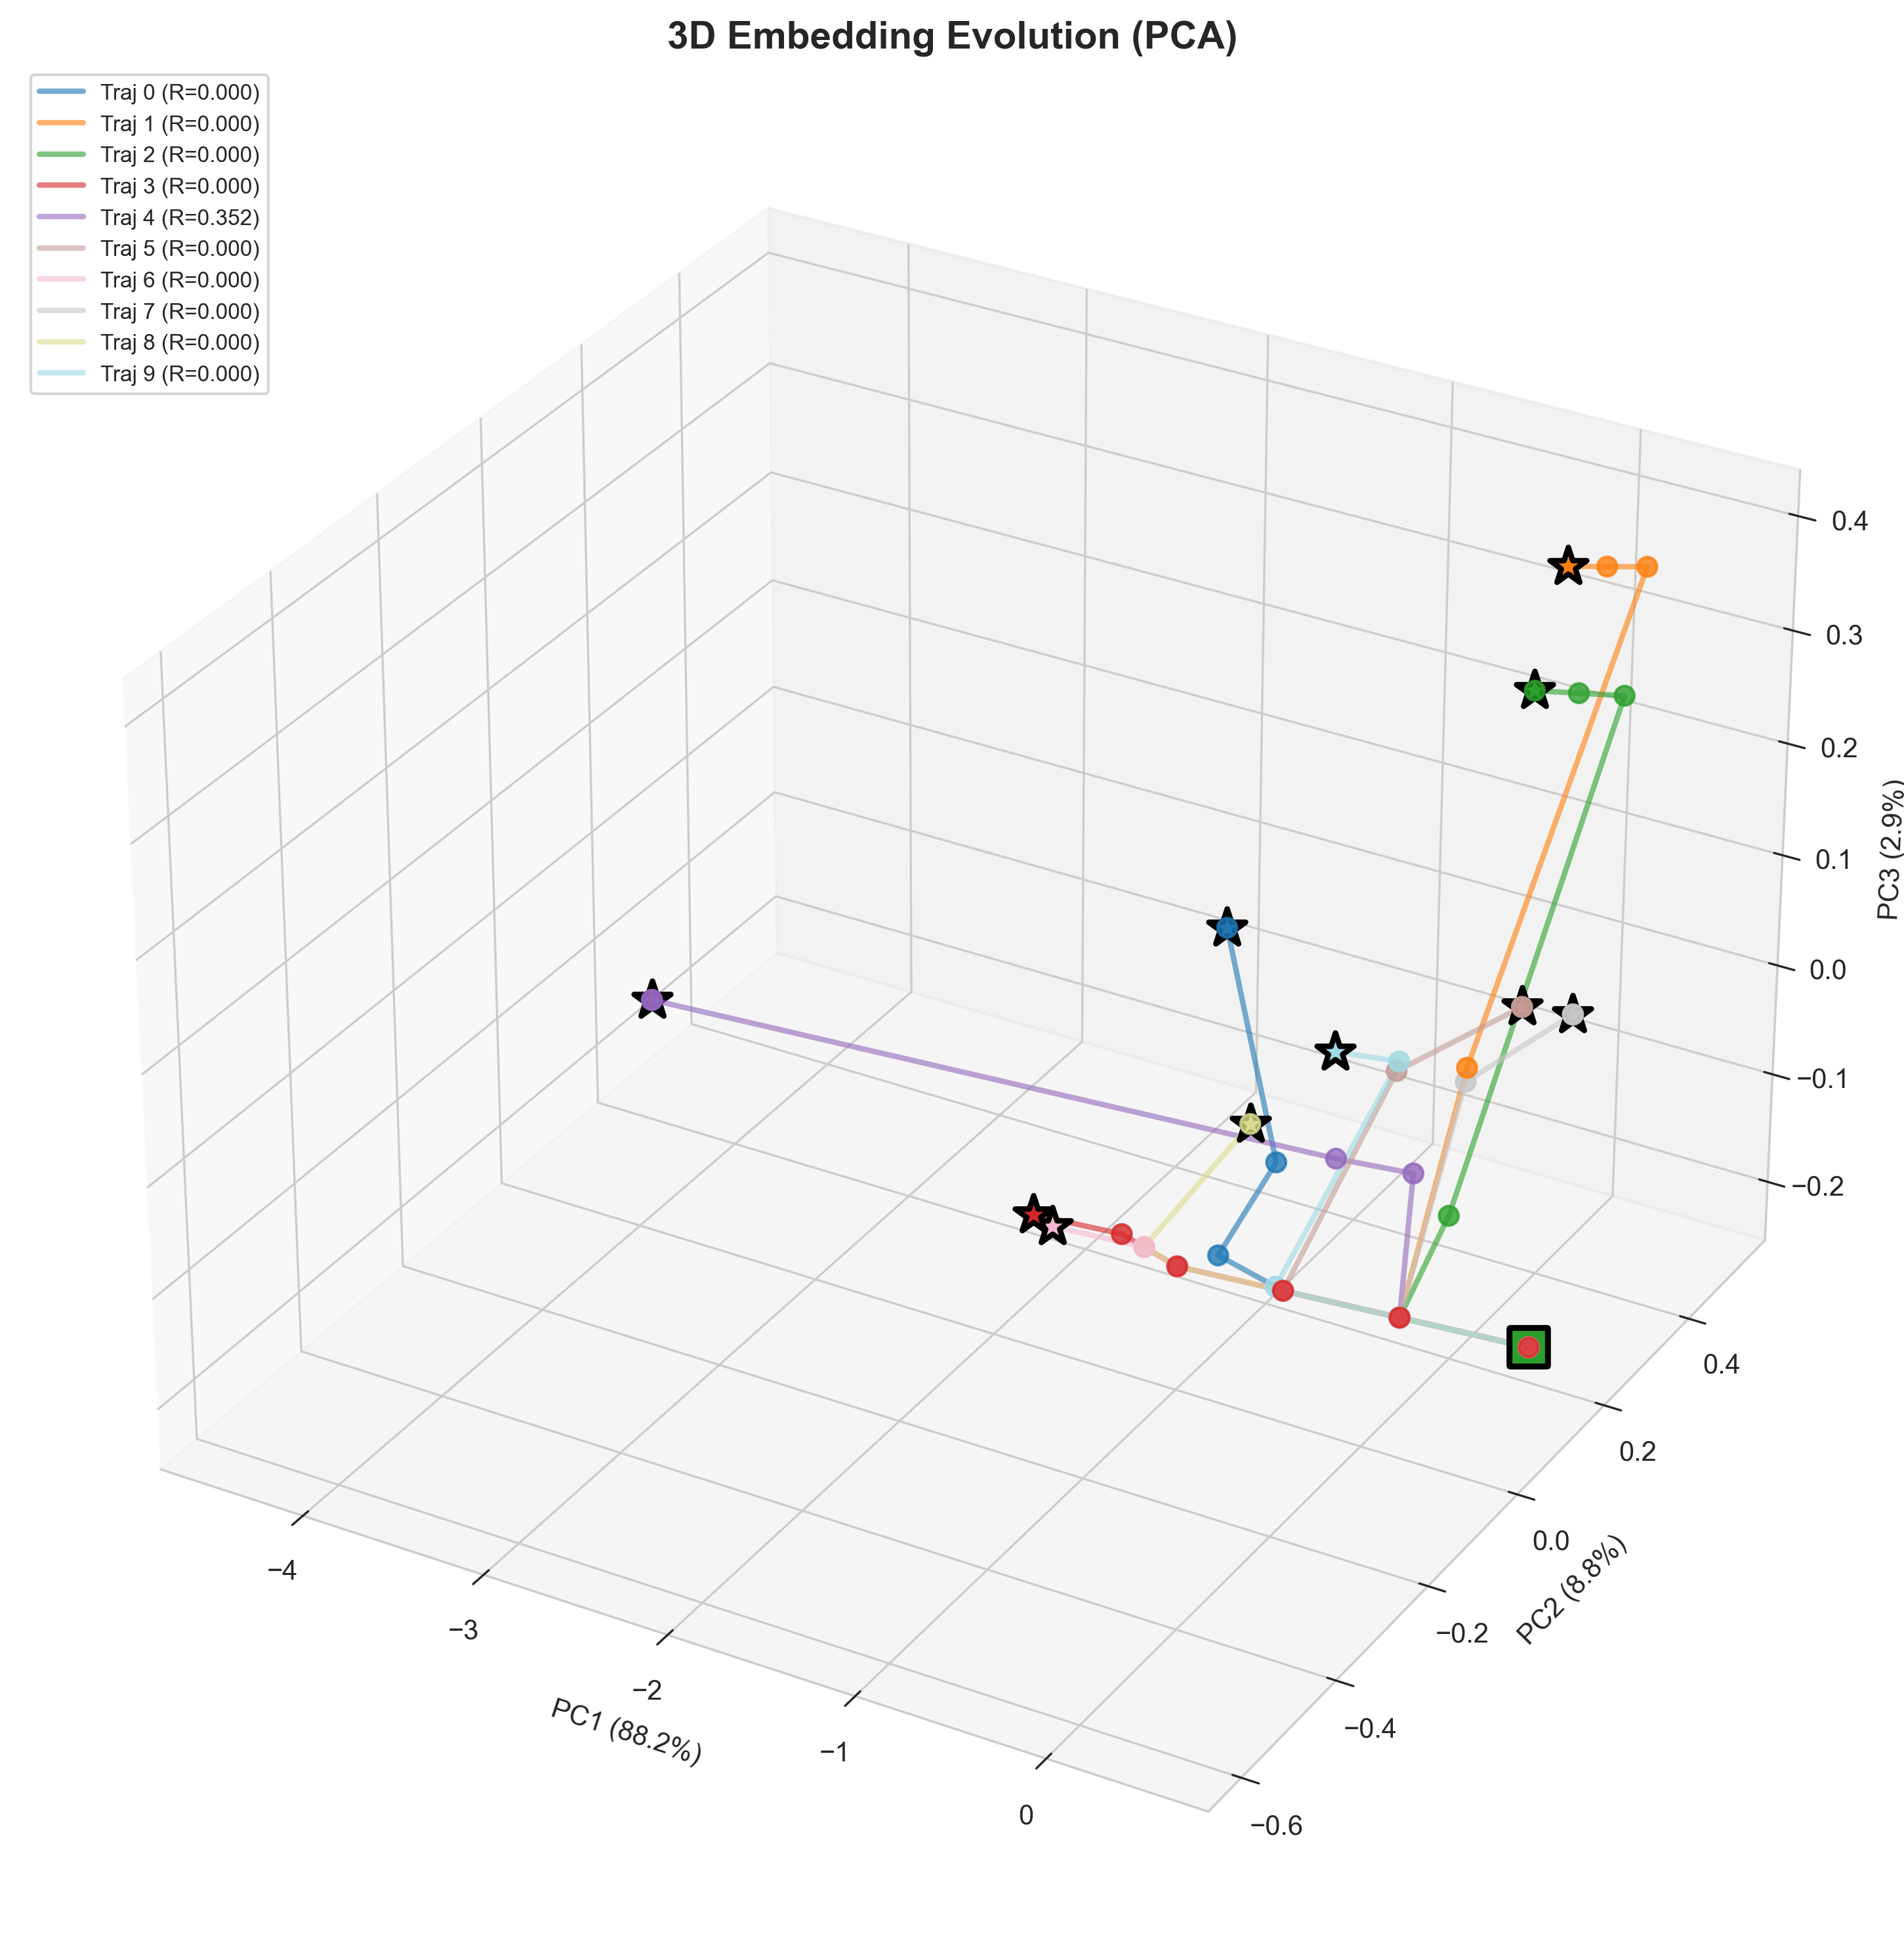 3D Embedding Evolution (PCA)
Traj 0 (R=0.000)
Traj 1 (R=0.000)
Traj 2 (R=0.000)
Traj 3 (R=0.000)
Traj 4 (R=0.352)
Traj 5 (R=0.000)
Traj 6 (R=0.000)
Traj 7 (R=0.000)
Traj 8 (R=0.000)
Traj 9 (R=0.000)
0.4
0.3
0.2
0.1
0.0
−0.1
−0.2
PC3 (2.9%)
0.4
0.2
0.0
−0.2
−0.4
−0.6
PC2 (8.8%)
−4
−3
−2
−1
0
PC1 (88.2%)